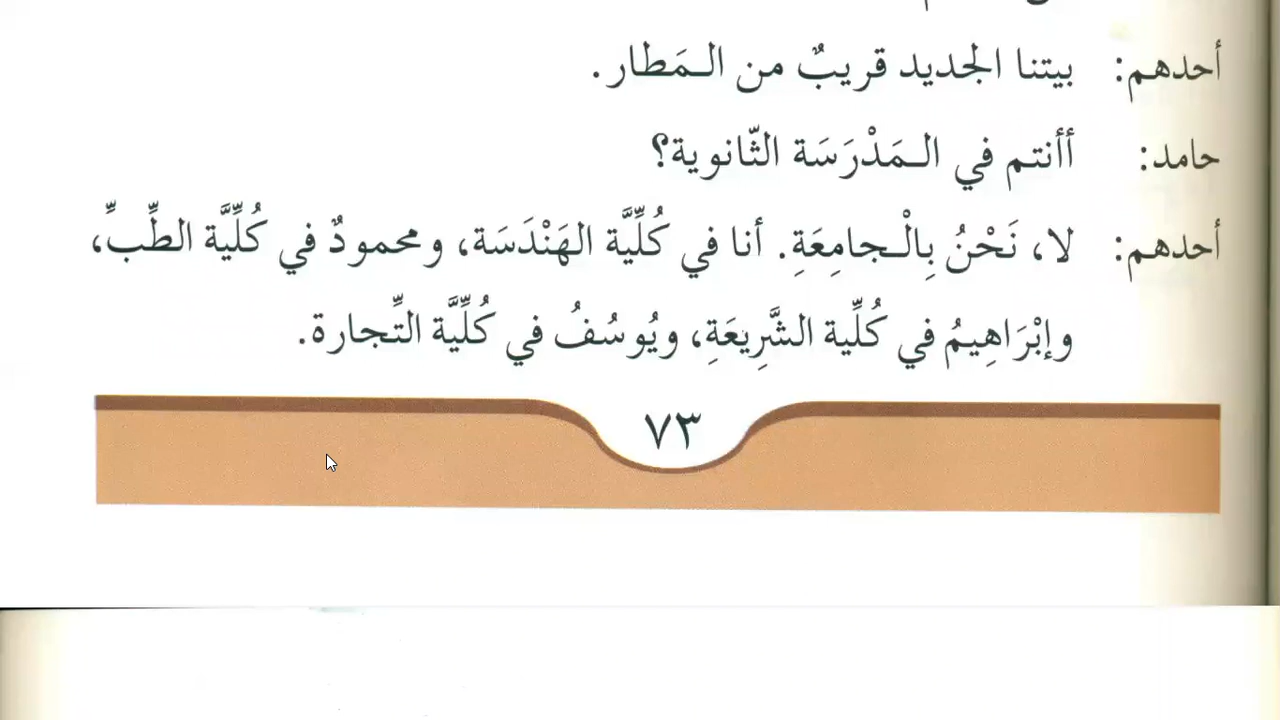 أحدهم: بيتنا الجديد قريبٌ من الـمَطار.
حامد: أأنتم في الـمَدْرَسَة الثّانوية؟
أحدهم: لا، نَحْنُ بِالْـجامِعَةِ. أنا في كُلِّيَّة الهَنْدَسَة، ومحمودٌ في كُلِّيَّة الطِّبِّ،
وإبْرَاهِيمُ في كُلِّية الشَّرِيعَةِ، ويُوسُفُ في كُلِّيَّة التِّجارة.
٧٣